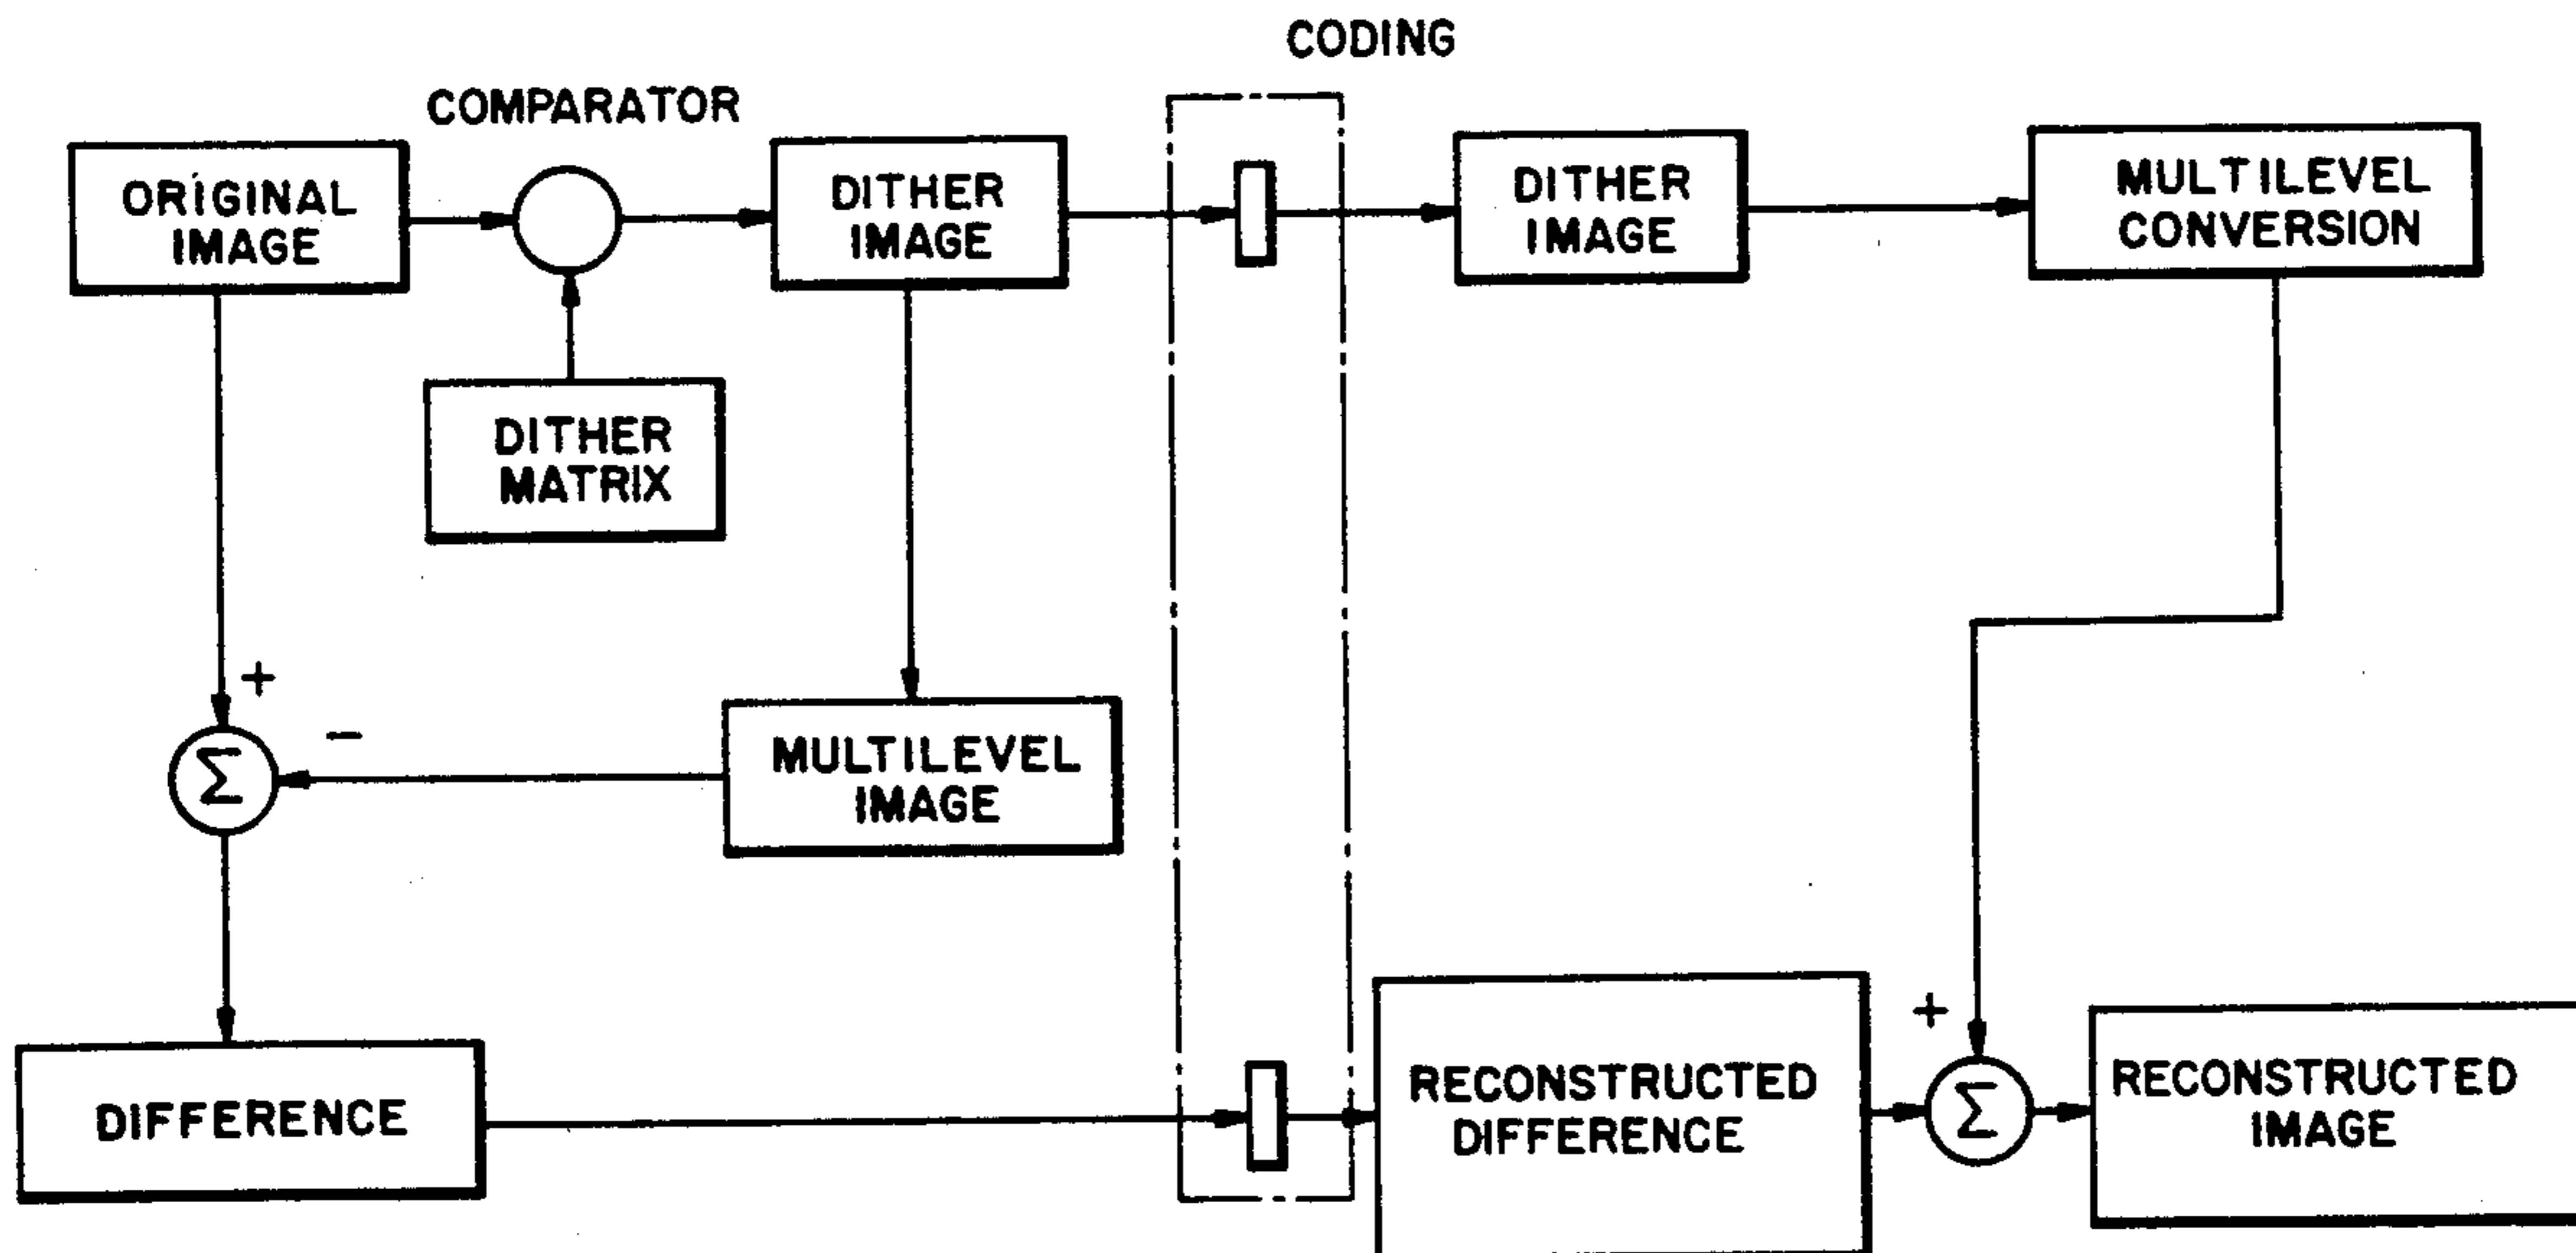 CODING
COMPARATOR
ORIGINAL
IMAGE
DITHER
IMAGE
DITHER
IMAGE
MULTILEVEL
CONVERSION
DITHER
MATRIX
+
−
Σ
MULTILEVEL
IMAGE
DIFFERENCE
RECONSTRUCTED
DIFFERENCE
+
Σ
RECONSTRUCTED
IMAGE